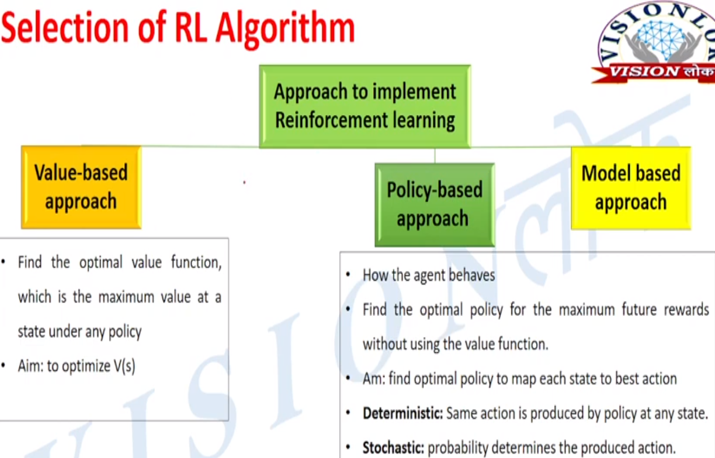 Selection of RL Algorithm
VISIONLOK
VISION लोक
Approach to implement
Reinforcement learning
Value-based
approach
Policy-based
approach
Model based
approach
• Find the optimal value function,
which is the maximum value at a
state under any policy
• Aim: to optimize V(s)
• How the agent behaves
• Find the optimal policy for the maximum future rewards
without using the value function.
• Am: find optimal policy to map each state to best action
• Deterministic: Same action is produced by policy at any state.
• Stochastic: probability determines the produced action.
VISION लोक